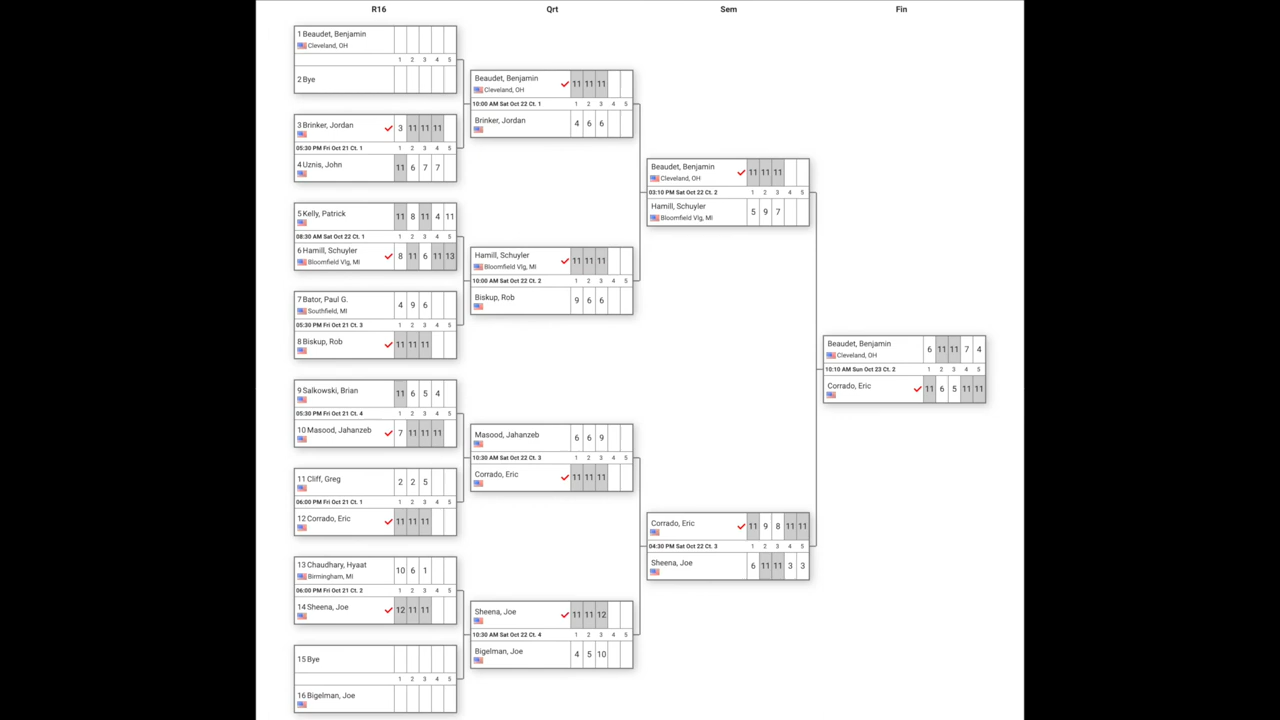 R16 Qrt Sem Fin
1 Beaudet, Benjamin
Cleveland, OH
1 2 3 4 5
2 Bye
3 Brinker, Jordan 3 11 11 11
05:30 PM Fri Oct 21 Ct. 1 1 2 3 4 5
4 Uznis, John 11 6 7 7
5 Kelly, Patrick 11 8 11 4 11
08:30 AM Sat Oct 22 Ct. 1 1 2 3 4 5
6 Hamill, Schuyler 8 11 6 11 13
Bloomfield Vlg, MI
7 Bator, Paul G. 4 9 6
Southfield, MI
05:30 PM Fri Oct 21 Ct. 3 1 2 3 4 5
8 Biskup, Rob 11 11 11
9 Salkowski, Brian 11 6 5 4
05:30 PM Fri Oct 21 Ct. 4 1 2 3 4 5
10 Masood, Jahanzeb 7 11 11 11
11 Cliff, Greg 2 2 5
06:00 PM Fri Oct 21 Ct. 1 1 2 3 4 5
12 Corrado, Eric 11 11 11
13 Chaudhary, Hyaat 10 6 1
Birmingham, MI
06:00 PM Fri Oct 21 Ct. 2 1 2 3 4 5
14 Sheena, Joe 12 11 11
15 Bye
1 2 3 4 5
16 Bigelman, Joe
Beaudet, Benjamin 11 11 11
Cleveland, OH
10:00 AM Sat Oct 22 Ct. 1 1 2 3 4 5
Brinker, Jordan 4 6 6
Hamill, Schuyler 11 11 11
Bloomfield Vlg, MI
10:00 AM Sat Oct 22 Ct. 2 1 2 3 4 5
Biskup, Rob 9 6 6
Masood, Jahanzeb 6 6 9
10:30 AM Sat Oct 22 Ct. 3 1 2 3 4 5
Corrado, Eric 11 11 11
Sheena, Joe 11 11 12
10:30 AM Sat Oct 22 Ct. 4 1 2 3 4 5
Bigelman, Joe 4 5 10
Beaudet, Benjamin 11 11 11
Cleveland, OH
03:10 PM Sat Oct 22 Ct. 2 1 2 3 4 5
Hamill, Schuyler 5 9 7
Bloomfield Vlg, MI
Corrado, Eric 11 9 8 11 11
04:30 PM Sat Oct 22 Ct. 3 1 2 3 4 5
Sheena, Joe 6 11 11 3 3
Beaudet, Benjamin 6 11 11 7 4
Cleveland, OH
10:10 AM Sun Oct 23 Ct. 2 1 2 3 4 5
Corrado, Eric 11 6 5 11 11